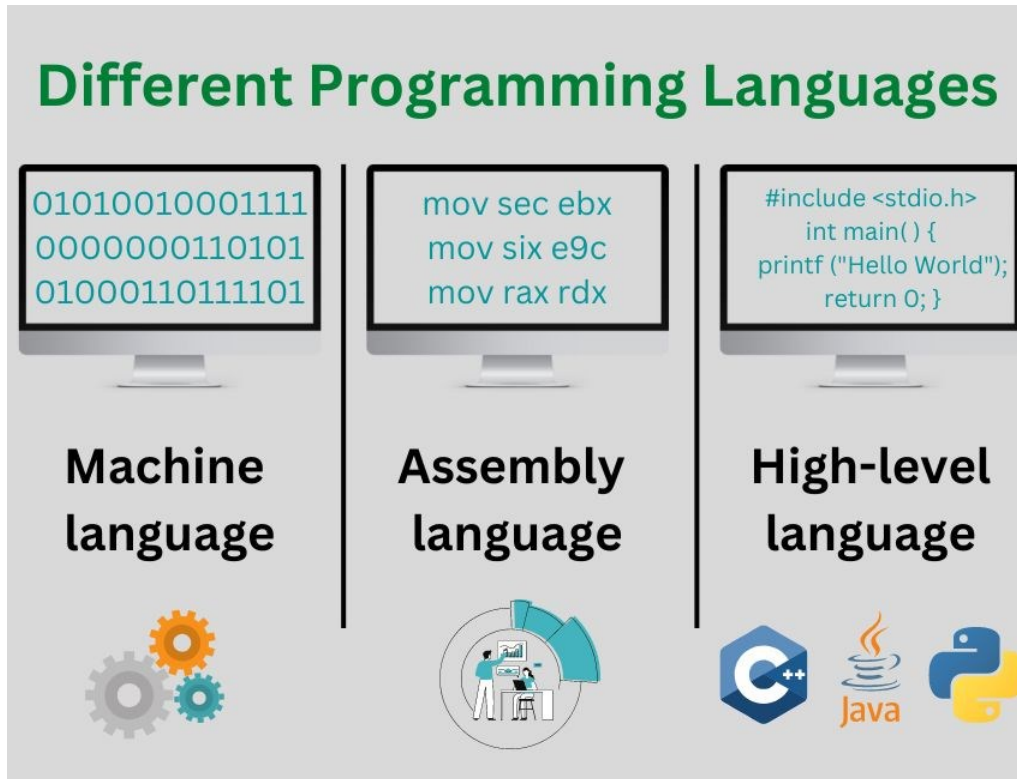 Different Programming Languages
01010010001111
0000000110101
01000110111101
Machine
language
mov sec ebx
mov six e9c
mov rax rdx
Assembly
language
#include <stdio.h>
int main( ) {
printf ("Hello World");
return 0; }
High-level
language
C++
Java